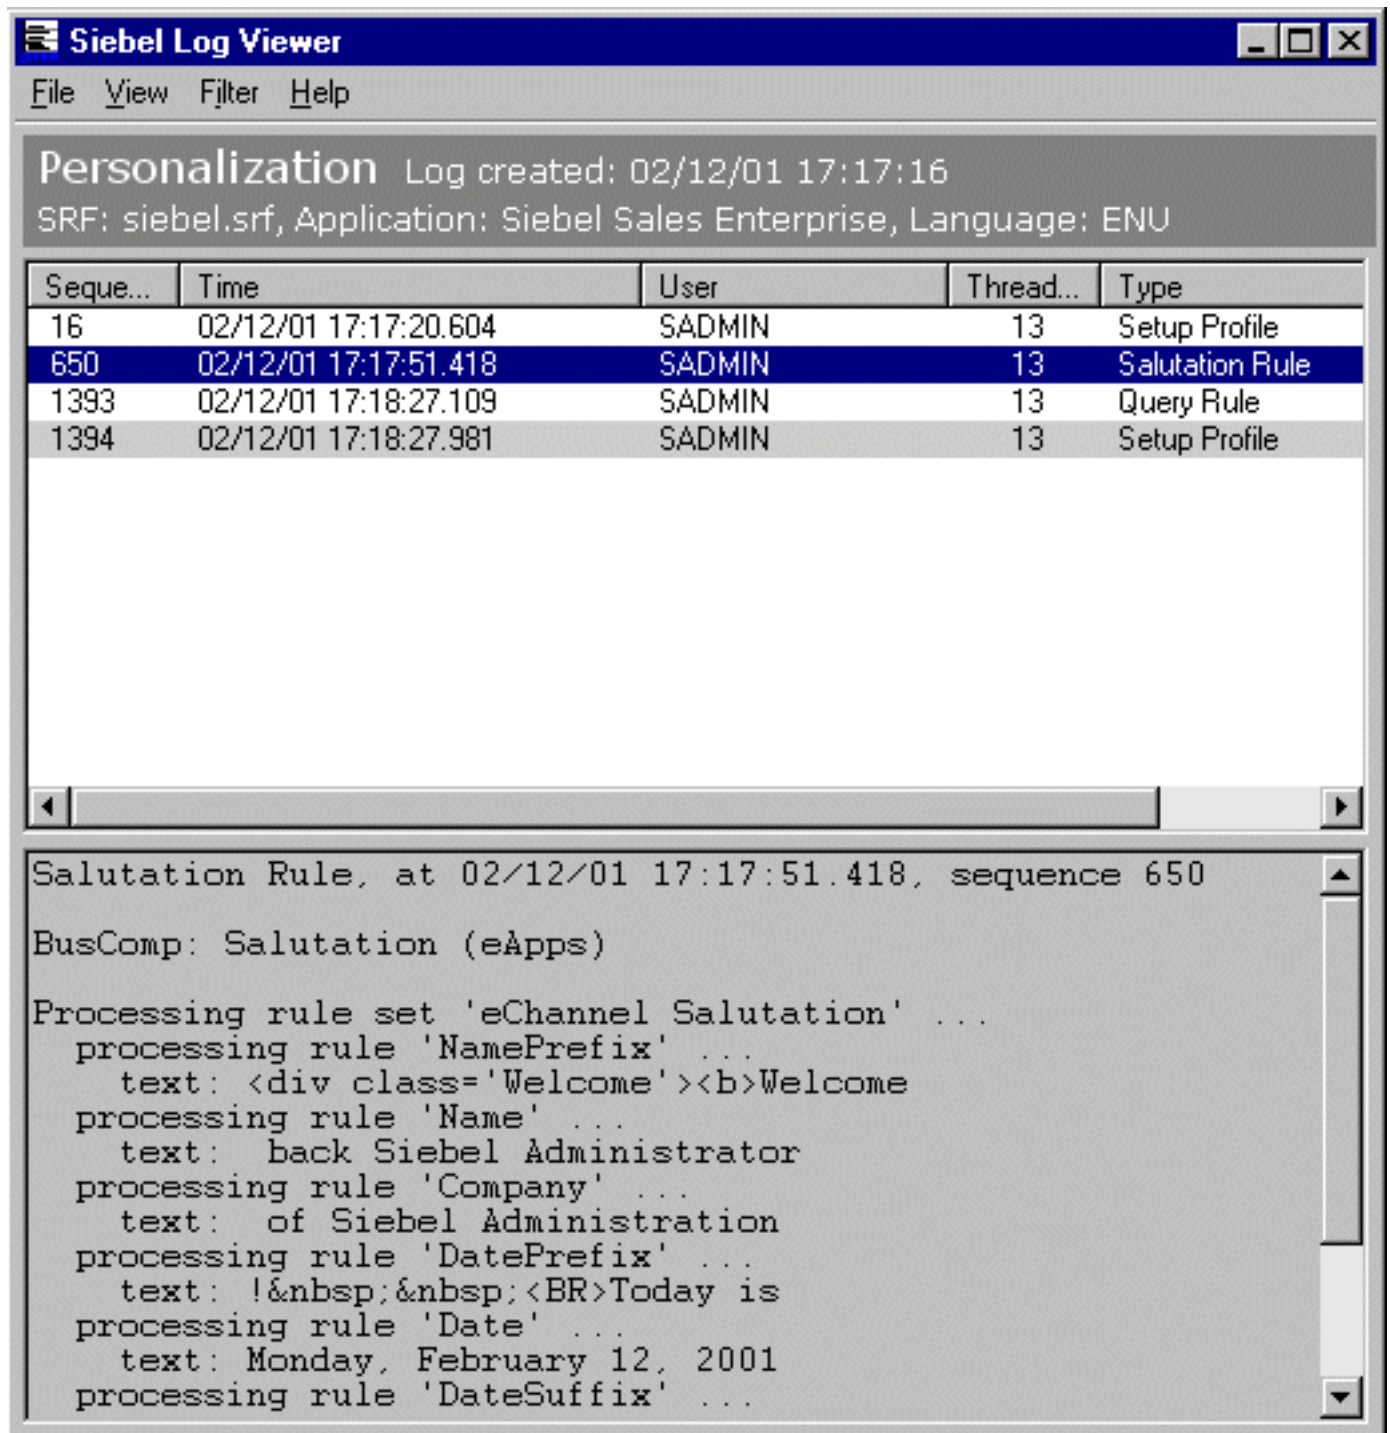 Siebel Log Viewer
File View Filter Help
Personalization Log created: 02/12/01 17:17:16
SRF: siebel.srf, Application: Siebel Sales Enterprise, Language: ENU
Seque... Time User Thread... Type
16 02/12/01 17:17:20.604 SADMIN 13 Setup Profile
650 02/12/01 17:17:51.418 SADMIN 13 Salutation Rule
1393 02/12/01 17:18:27.109 SADMIN 13 Query Rule
1394 02/12/01 17:18:27.981 SADMIN 13 Setup Profile
Salutation Rule, at 02/12/01 17:17:51.418, sequence 650
BusComp: Salutation (eApps)
Processing rule set 'eChannel Salutation' ...
processing rule 'NamePrefix' ...
text: <div class='Welcome'><b>Welcome
processing rule 'Name' ...
text:  back Siebel Administrator
processing rule 'Company' ...
text:  of Siebel Administration
processing rule 'DatePrefix' ...
text: !&nbsp;&nbsp;<BR>Today is
processing rule 'Date' ...
text: Monday, February 12, 2001
processing rule 'DateSuffix' ...